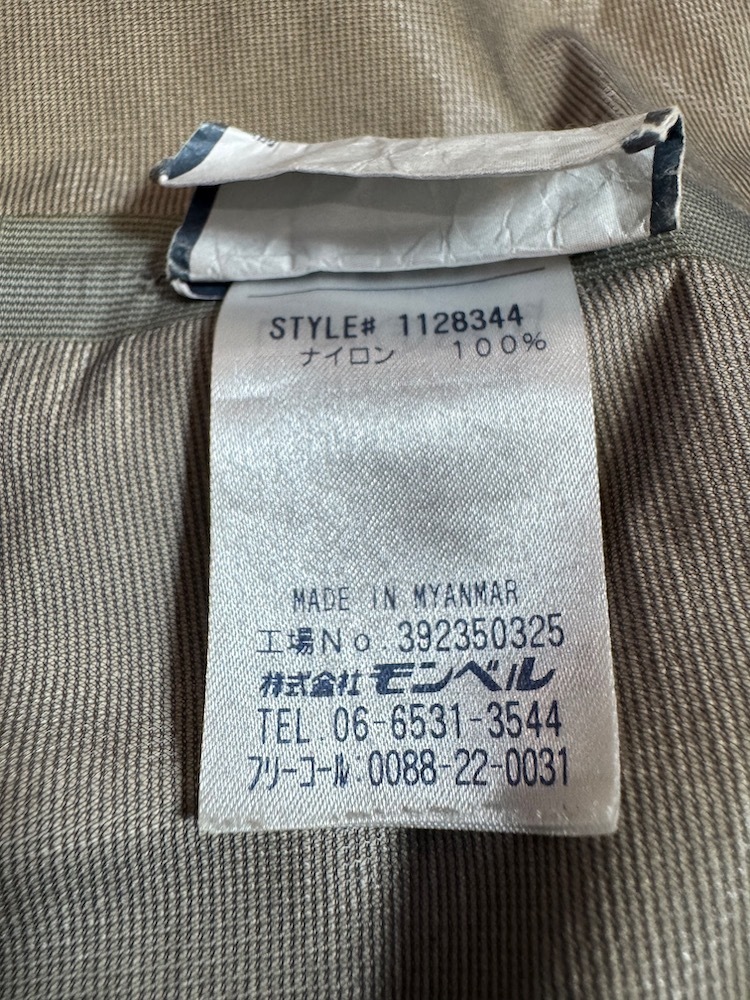 STYLE# 1128344
ナイロン 100%
MADE IN MYANMAR
工場No.392350325
株式会社モンベル
TEL.06-6531-3544
フリーコール:0088-22-0031